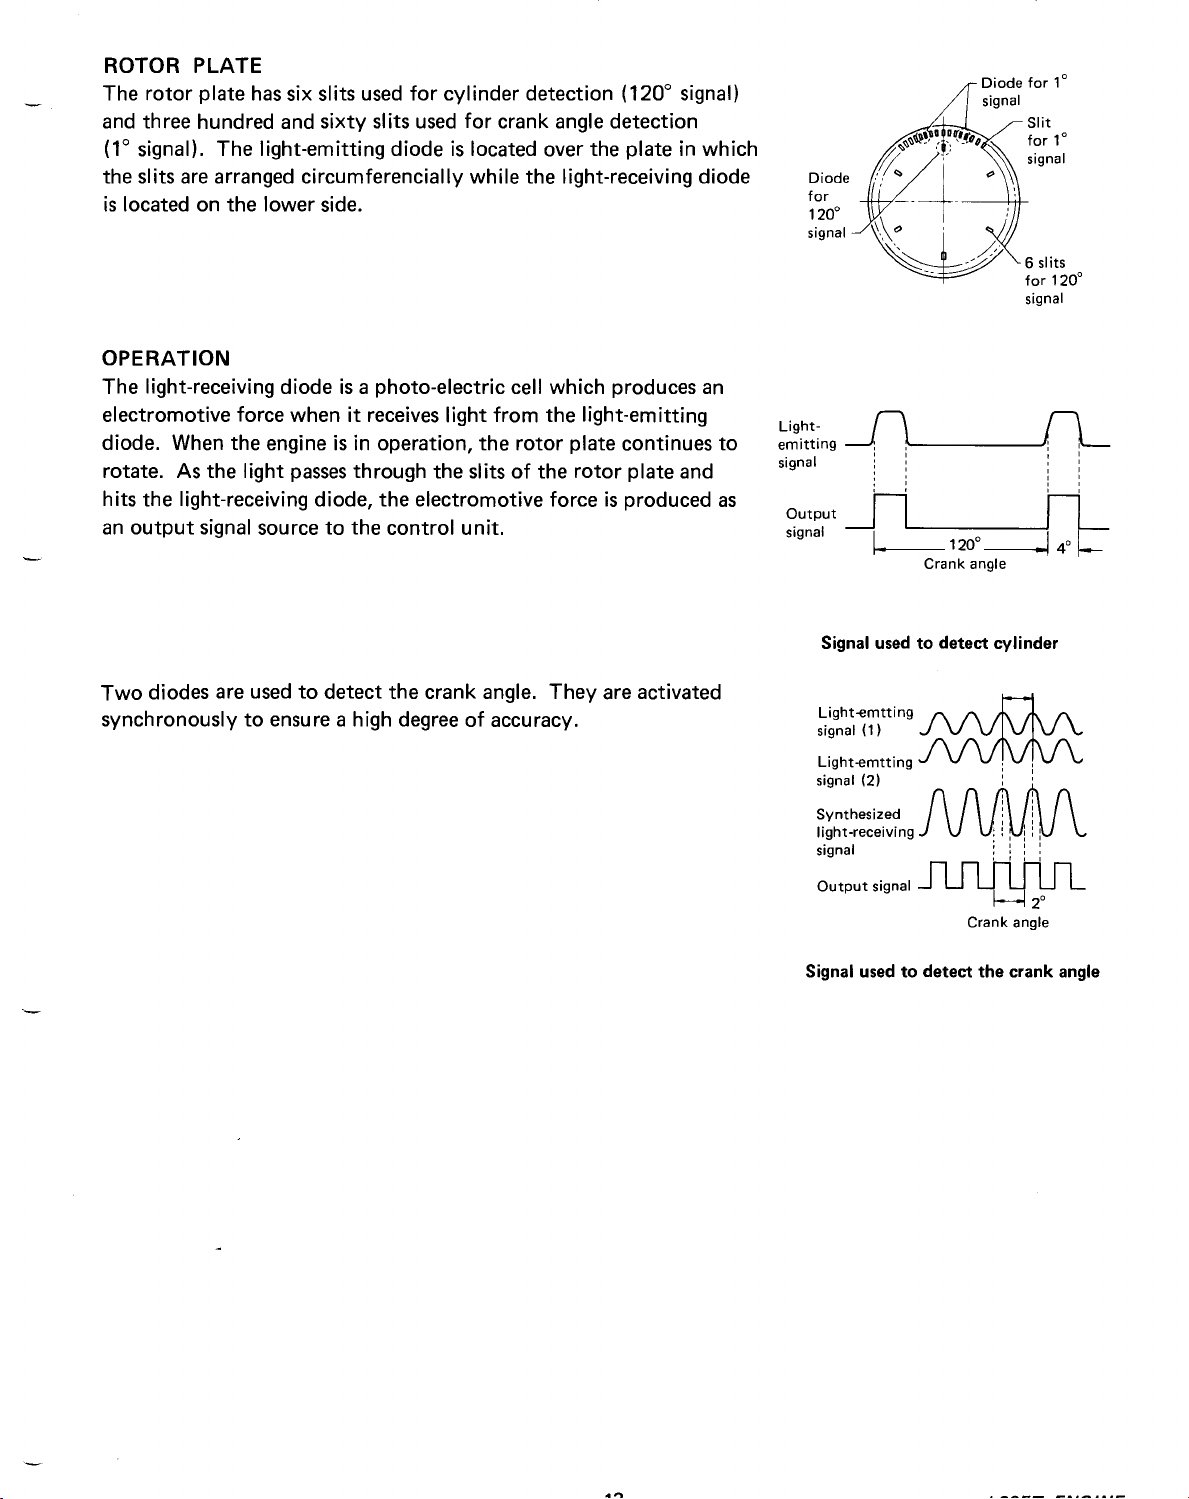 ROTOR PLATE
The rotor plate has six slits used for cylinder detection (120° signal)
and three hundred and sixty slits used for crank angle detection
(1° signal). The light-emitting diode is located over the plate in which
the slits are arranged circumferencially while the light-receiving diode
is located on the lower side.
Diode for 1°
signal
Slit
for 1°
signal
Diode
for
120°
signal
6 slits
for 120°
signal
OPERATION
The light-receiving diode is a photo-electric cell which produces an
electromotive force when it receives light from the light-emitting
diode. When the engine is in operation, the rotor plate continues to
rotate. As the light passes through the slits of the rotor plate and
hits the light-receiving diode, the electromotive force is produced as
an output signal source to the control unit.
Light-
emitting
signal
Output
signal
120°
4°
Crank angle
Signal used to detect cylinder
Two diodes are used to detect the crank angle. They are activated
synchronously to ensure a high degree of accuracy.
Light-emtting
signal (1)
Light-emtting
signal (2)
Synthesized
light-receiving
signal
Output signal
2°
Crank angle
Signal used to detect the crank angle